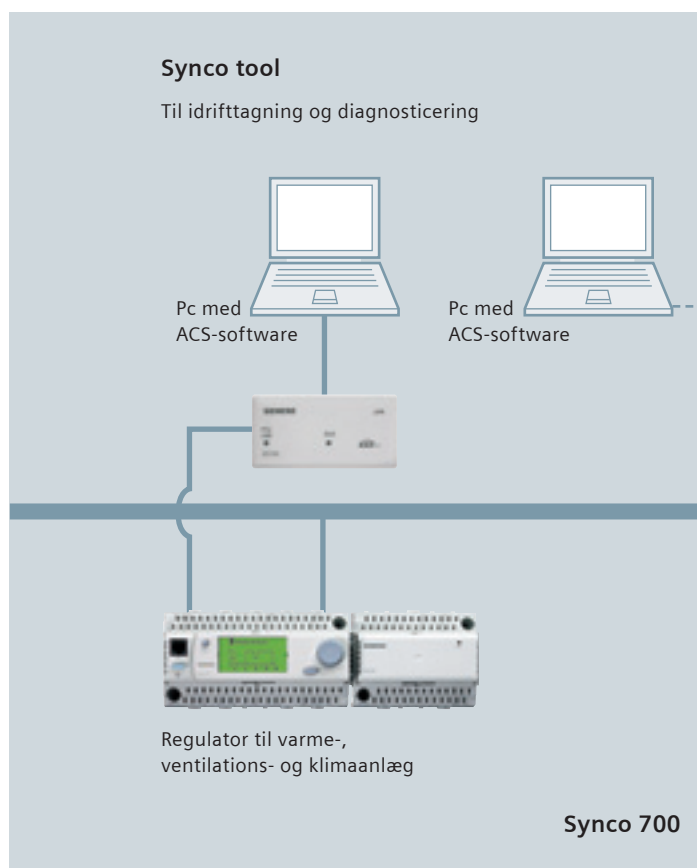 Synco tool
Til idrifttagning og diagnosticering
Pc med
ACS-software
Pc med
ACS-software
SIEMENS
Regulator til varme-,
ventilations- og klimaanlæg
Synco 700